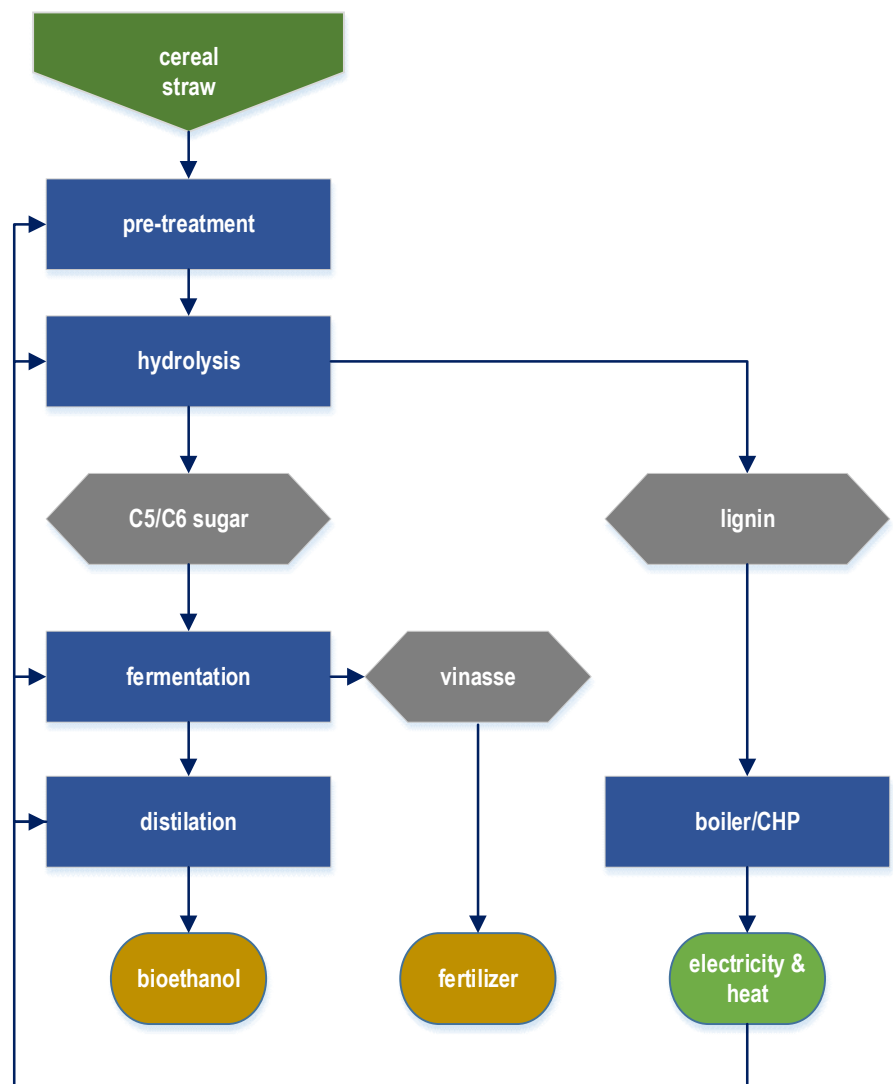 cereal
straw
pre-treatment
hydrolysis
C5/C6 sugar
lignin
fermentation
vinasse
distilation
boiler/CHP
bioethanol
fertilizer
electricity &
heat